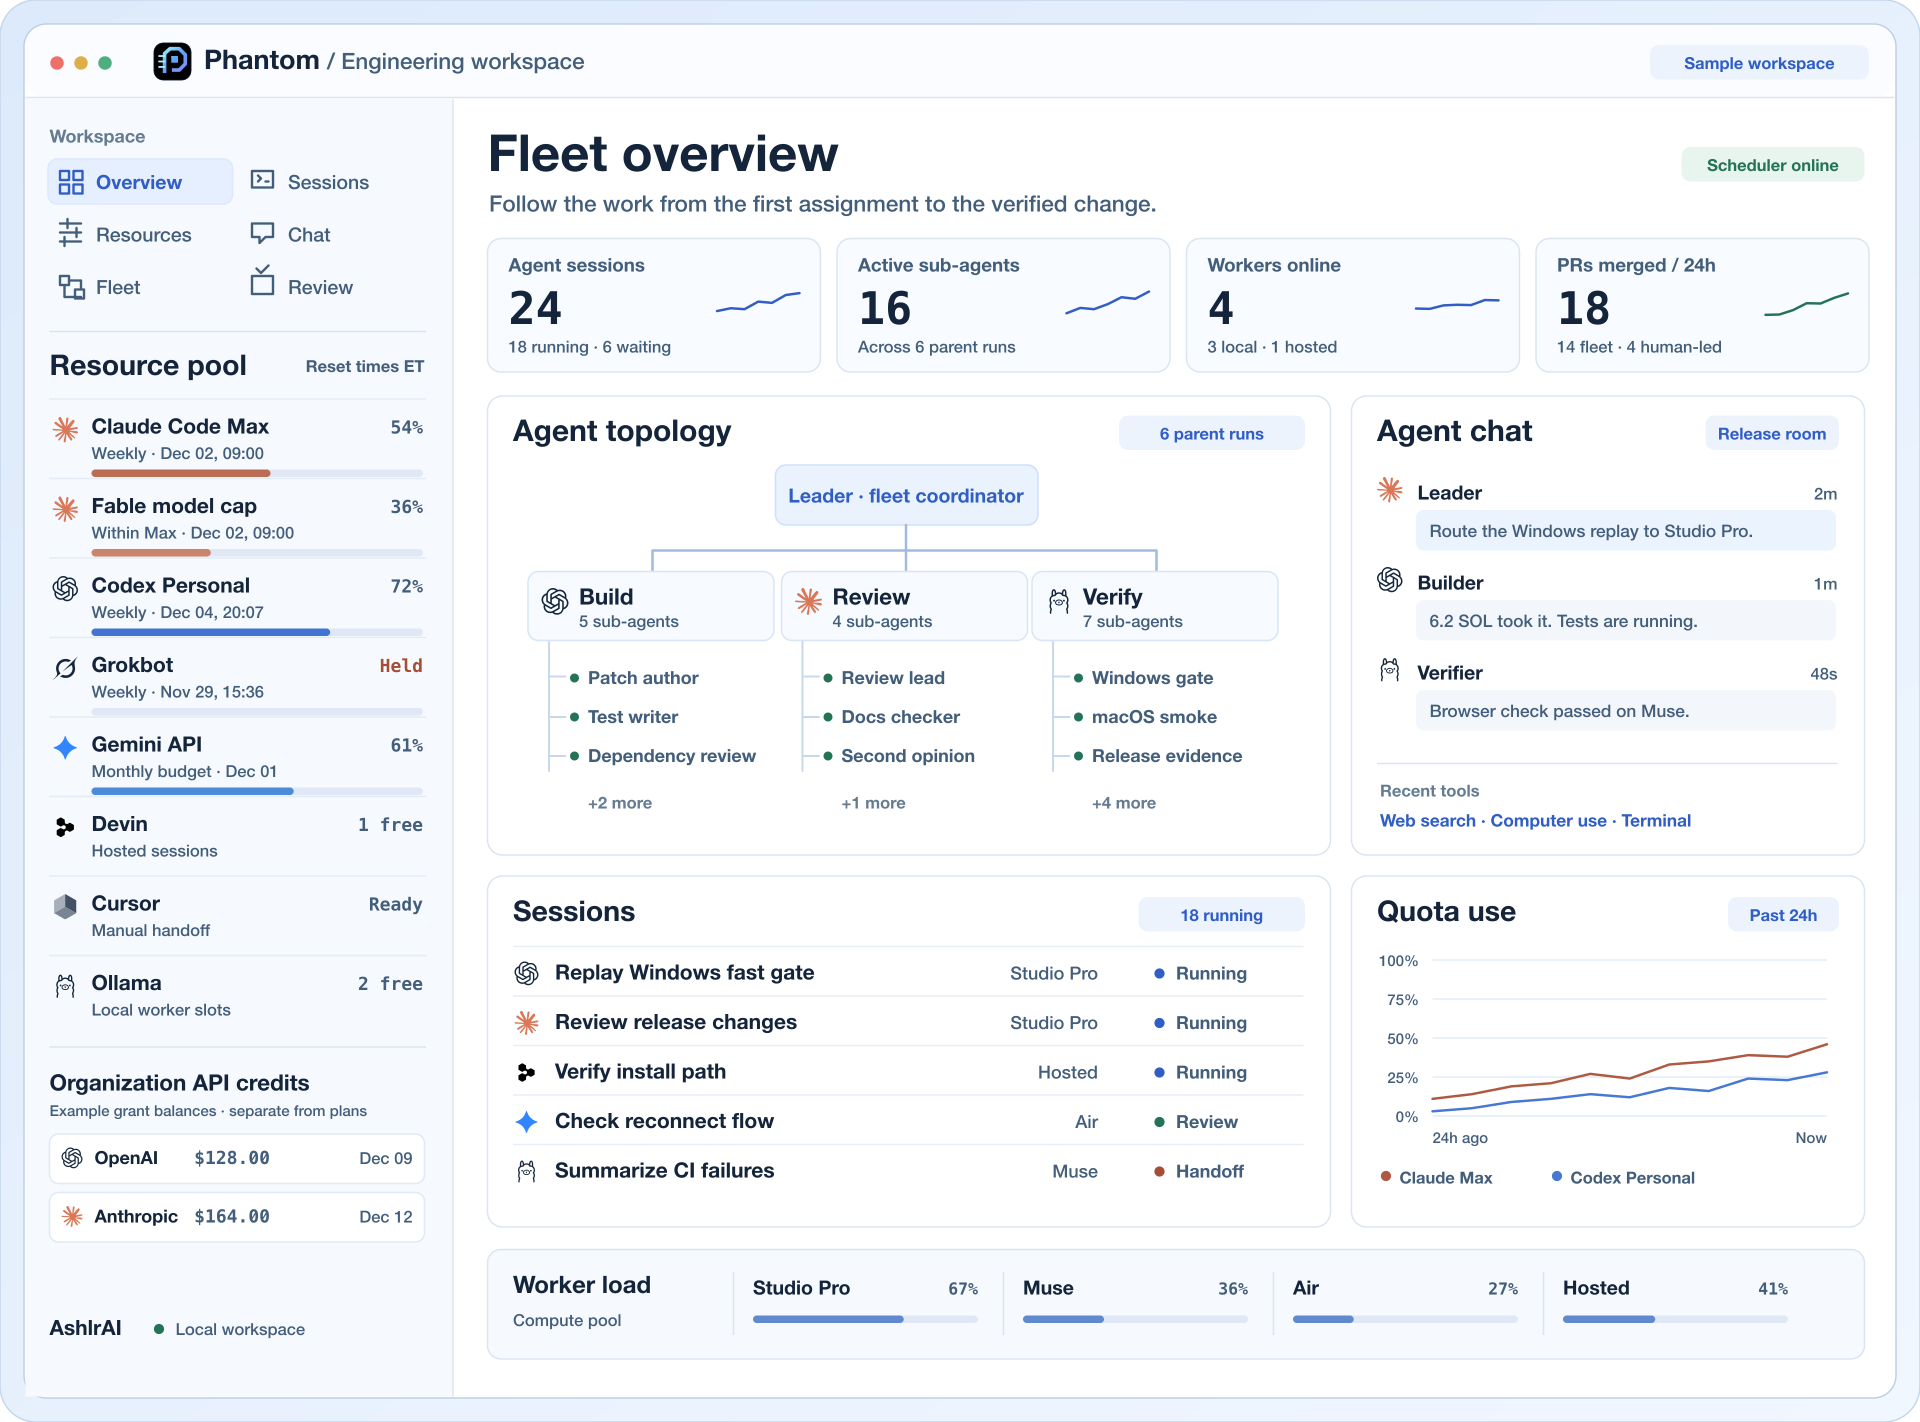 Phantom / Engineering workspace
Sample workspace
Workspace
Overview
Sessions
Resources
Chat
Fleet
Review
Resource pool
Reset times ET
Claude Code Max 54%
Weekly · Dec 02, 09:00
Fable model cap 36%
Within Max · Dec 02, 09:00
Codex Personal 72%
Weekly · Dec 04, 20:07
Grokbot Held
Weekly · Nov 29, 15:36
Gemini API 61%
Monthly budget · Dec 01
Devin 1 free
Hosted sessions
Cursor Ready
Manual handoff
Ollama 2 free
Local worker slots
Organization API credits
Example grant balances · separate from plans
OpenAI $128.00 Dec 09
Anthropic $164.00 Dec 12
AshlrAI Local workspace
Fleet overview
Scheduler online
Follow the work from the first assignment to the verified change.
Agent sessions
24
18 running · 6 waiting
Active sub-agents
16
Across 6 parent runs
Workers online
4
3 local · 1 hosted
PRs merged / 24h
18
14 fleet · 4 human-led
Agent topology
6 parent runs
Leader · fleet coordinator
Build
5 sub-agents
Patch author
Test writer
Dependency review
+2 more
Review
4 sub-agents
Review lead
Docs checker
Second opinion
+1 more
Verify
7 sub-agents
Windows gate
macOS smoke
Release evidence
+4 more
Agent chat
Release room
Leader 2m
Route the Windows replay to Studio Pro.
Builder 1m
6.2 SOL took it. Tests are running.
Verifier 48s
Browser check passed on Muse.
Recent tools
Web search · Computer use · Terminal
Sessions
18 running
Replay Windows fast gate Studio Pro Running
Review release changes Studio Pro Running
Verify install path Hosted Running
Check reconnect flow Air Review
Summarize CI failures Muse Handoff
Quota use
Past 24h
100%
75%
50%
25%
0%
24h ago Now
Claude Max Codex Personal
Worker load
Compute pool
Studio Pro 67%
Muse 36%
Air 27%
Hosted 41%